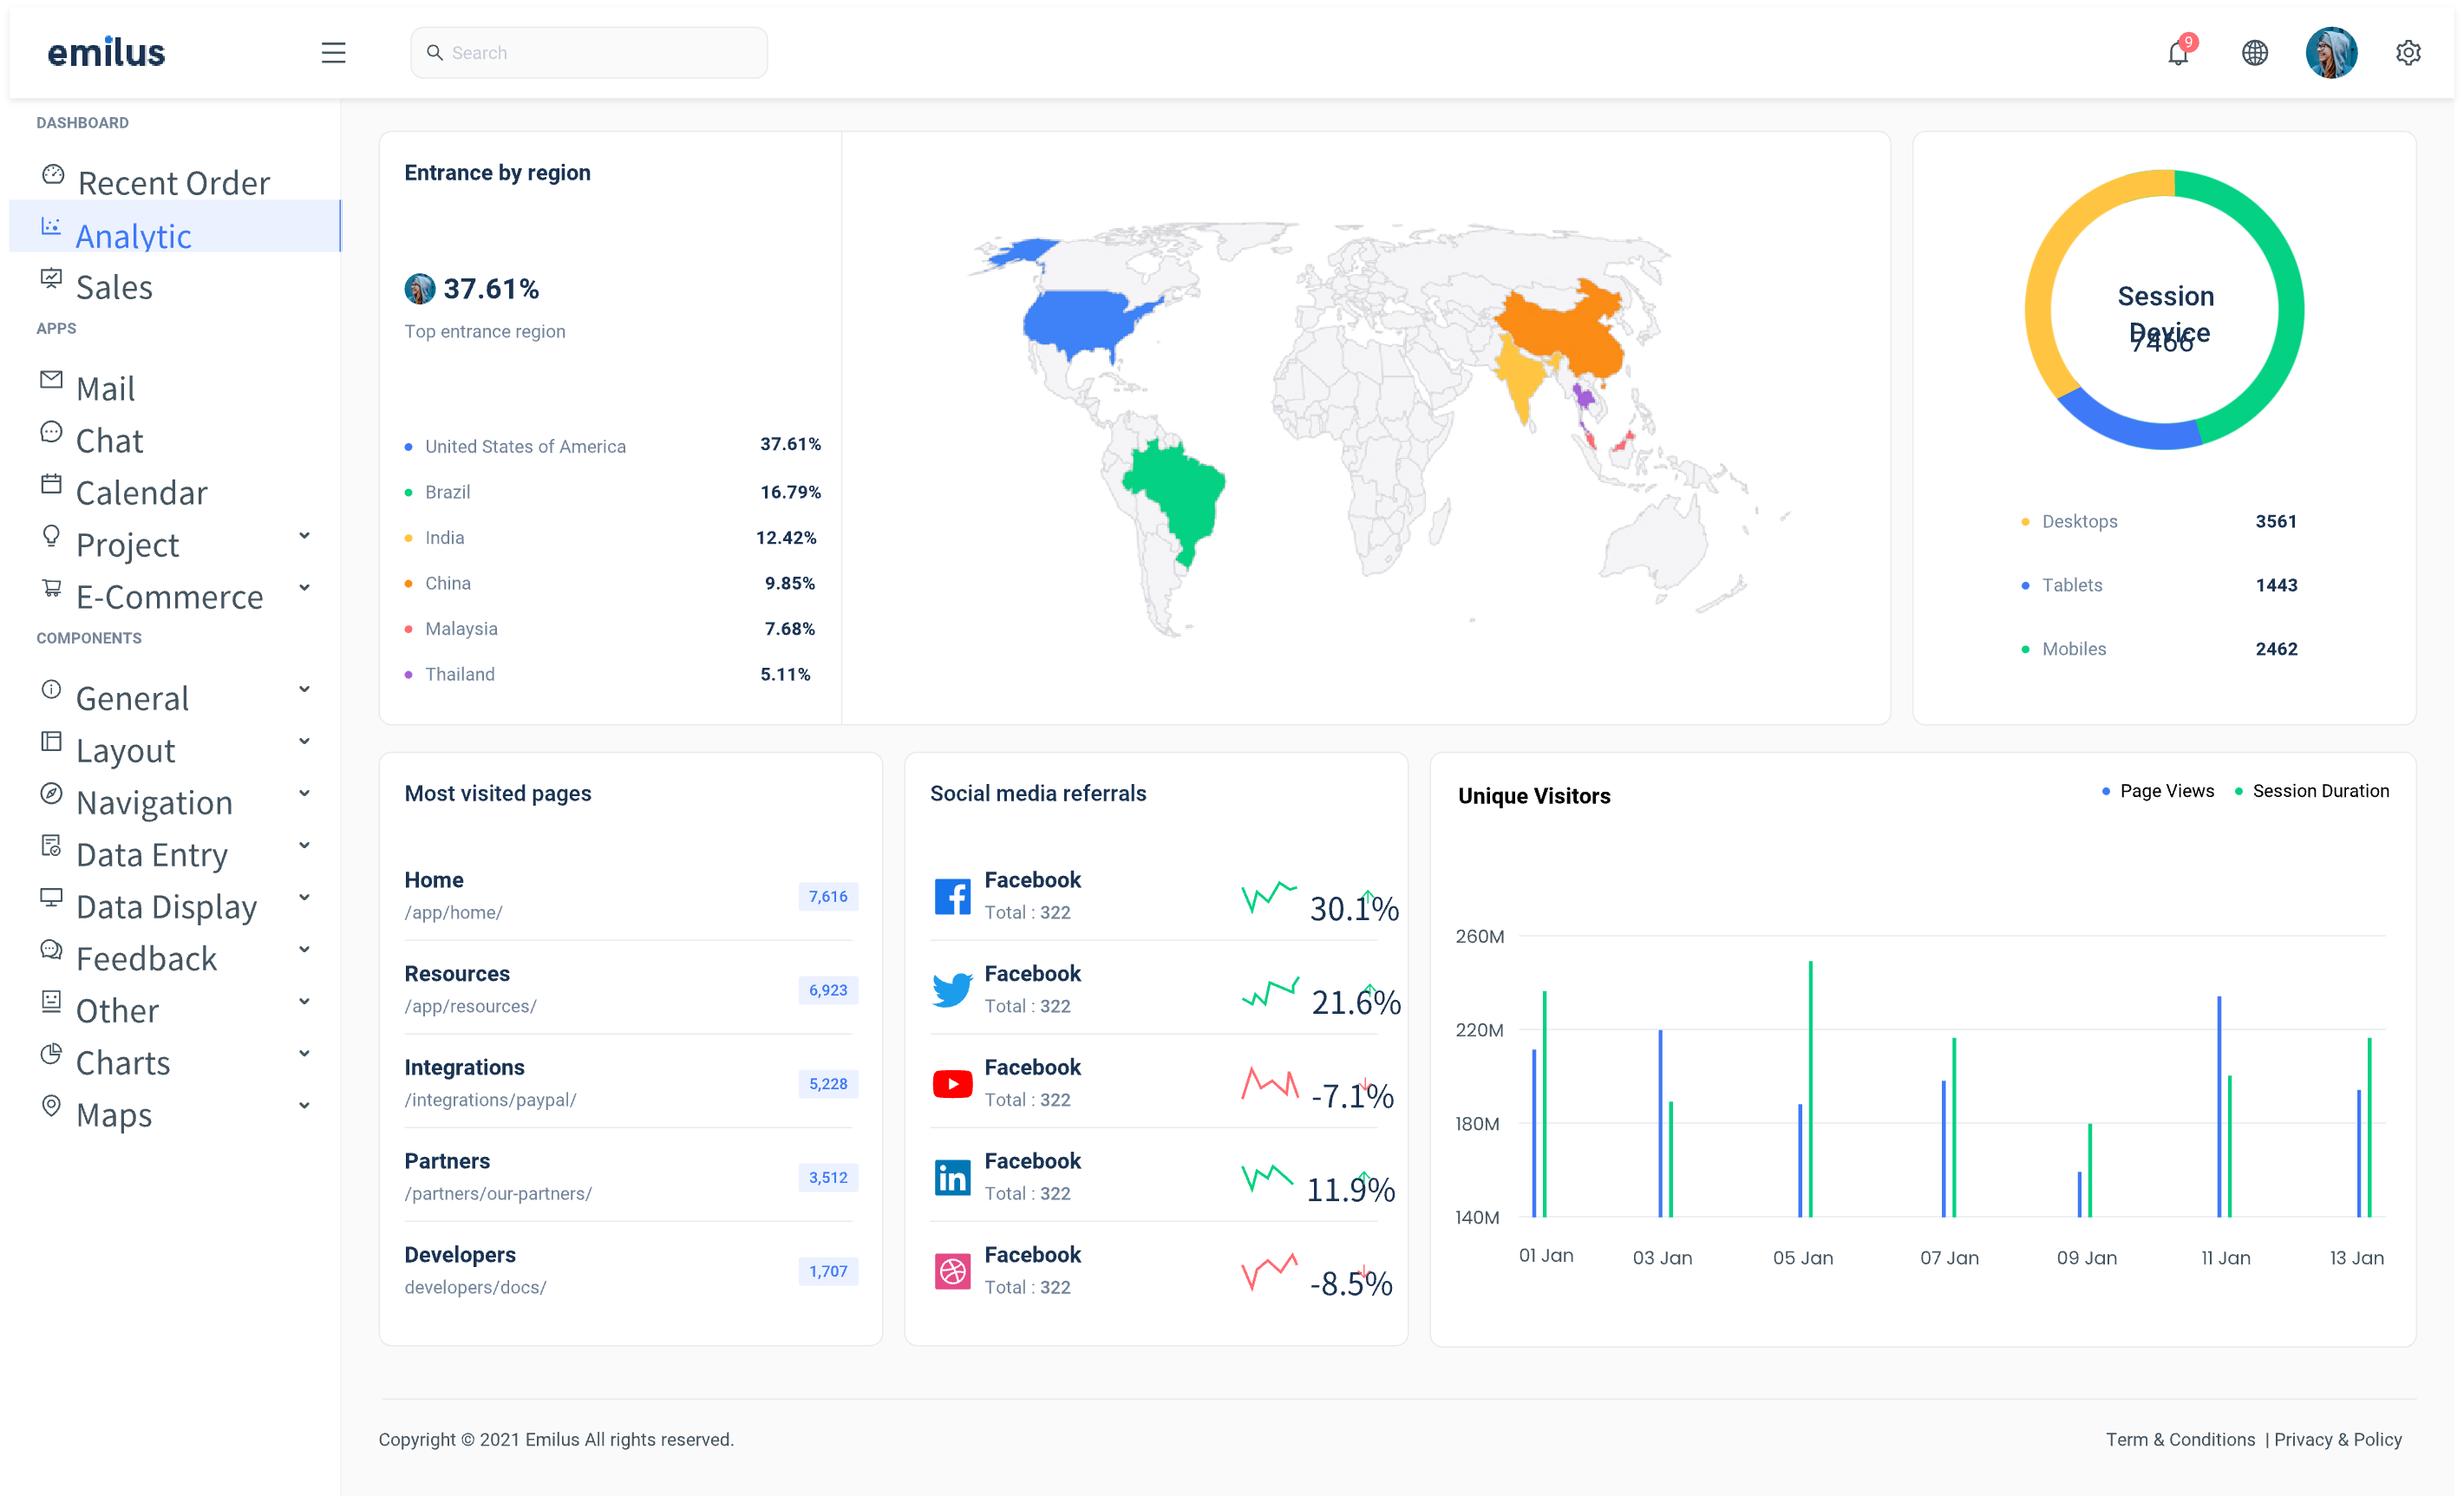 emilus
Search
9
DASHBOARD
Recent Order
Analytic
Sales
APPS
Mail
Chat
Calendar
Project
E-Commerce
COMPONENTS
General
Layout
Navigation
Data Entry
Data Display
Feedback
Other
Charts
Maps
Entrance by region
37.61%
Top entrance region
United States of America 37.61%
Brazil 16.79%
India 12.42%
China 9.85%
Malaysia 7.68%
Thailand 5.11%
Session
Device
7466
Desktops 3561
Tablets 1443
Mobiles 2462
Most visited pages
Home
/app/home/
7,616
Resources
/app/resources/
6,923
Integrations
/integrations/paypal/
5,228
Partners
/partners/our-partners/
3,512
Developers
developers/docs/
1,707
Social media referrals
Facebook
Total : 322
30.1%
Facebook
Total : 322
21.6%
Facebook
Total : 322
-7.1%
in
Facebook
Total : 322
11.9%
Facebook
Total : 322
-8.5%
Unique Visitors
Page Views Session Duration
260M
220M
180M
140M
01 Jan 03 Jan 05 Jan 07 Jan 09 Jan 11 Jan 13 Jan
Copyright © 2021 Emilus All rights reserved.
Term & Conditions | Privacy & Policy